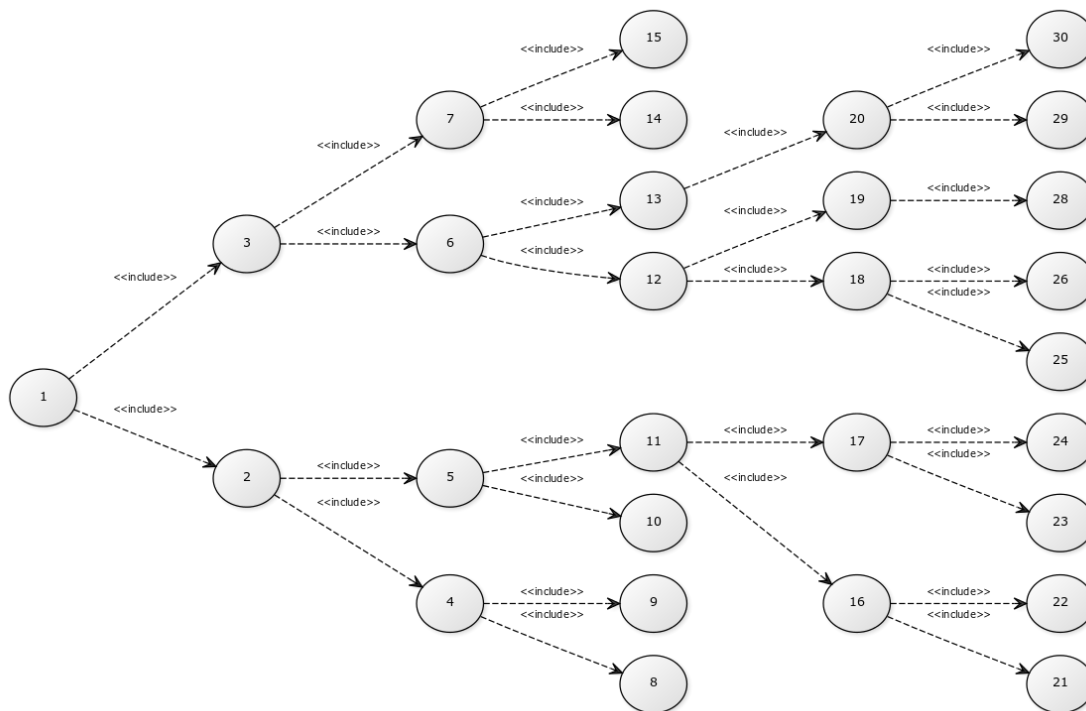 15
30
<<include>>
<<include>>
7
<<include>>
14
20
<<include>>
29
<<include>>
<<include>>
13
<<include>>
19
<<include>>
28
<<include>>
3
<<include>>
6
<<include>>
<<include>>
12
<<include>>
18
<<include>>
26
<<include>>
<<include>>
25
1
<<include>>
<<include>>
11
<<include>>
17
<<include>>
24
<<include>>
2
<<include>>
5
<<include>>
<<include>>
<<include>>
10
23
4
<<include>>
9
16
<<include>>
22
<<include>>
<<include>>
8
21